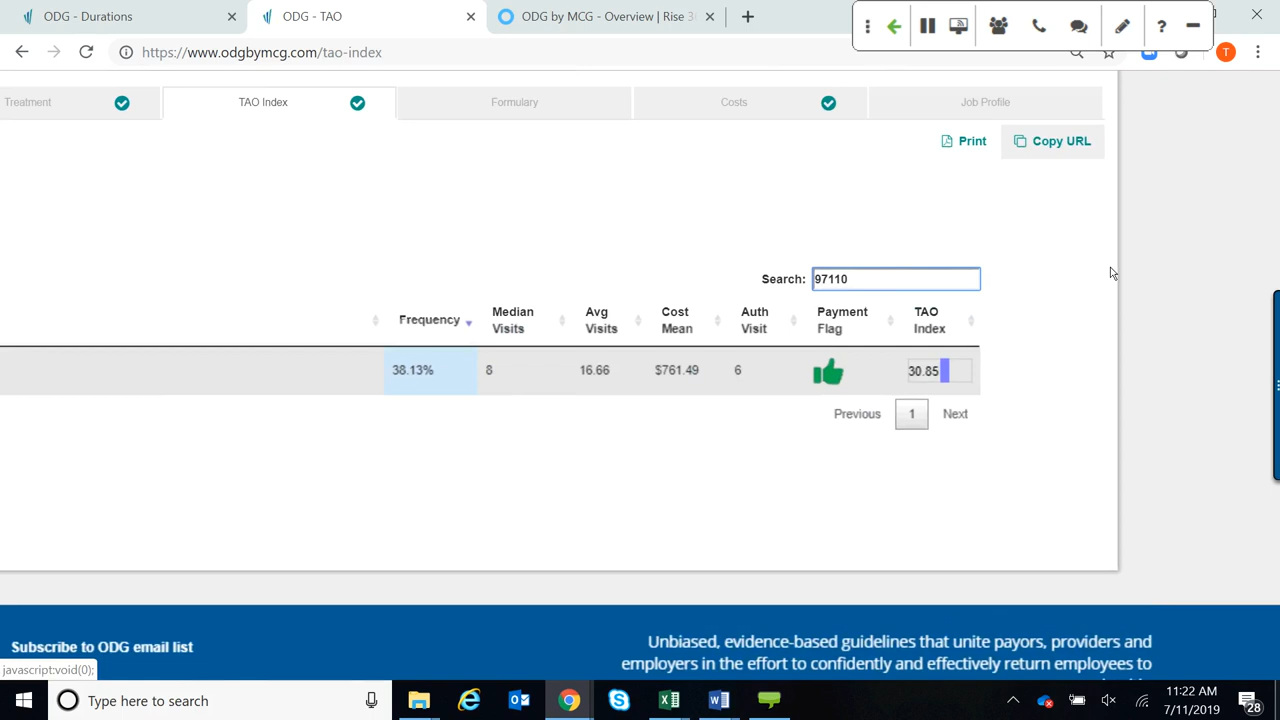 ODG - Durations
ODG - TAO
ODG by MCG - Overview | Rise 3
https://www.odgbymcg.com/tao-index
T
?
Treatment
TAO Index
Formulary
Costs
Job Profile
Print
Copy URL
Search: 97110
Frequency
Median Visits
Avg Visits
Cost Mean
Auth Visit
Payment Flag
TAO Index
38.13%
8
16.66
$761.49
6
30.85
Previous
1
Next
Subscribe to ODG email list
Unbiased, evidence-based guidelines that unite payors, providers and
employers in the effort to confidently and effectively return employees to
javascript:void(0);
Type here to search
11:22 AM
7/11/2019
28